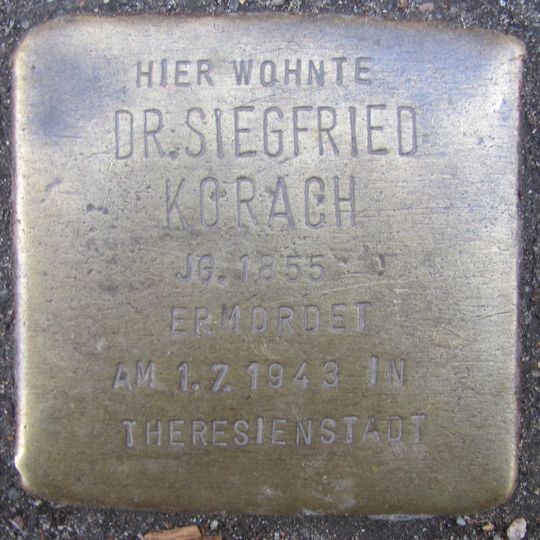 HIER WOHNTE
DR. SIEGFRIED
KORACH
JG. 1855
ERMORDET
AM 1.7.1943 IN
THERESIENSTADT